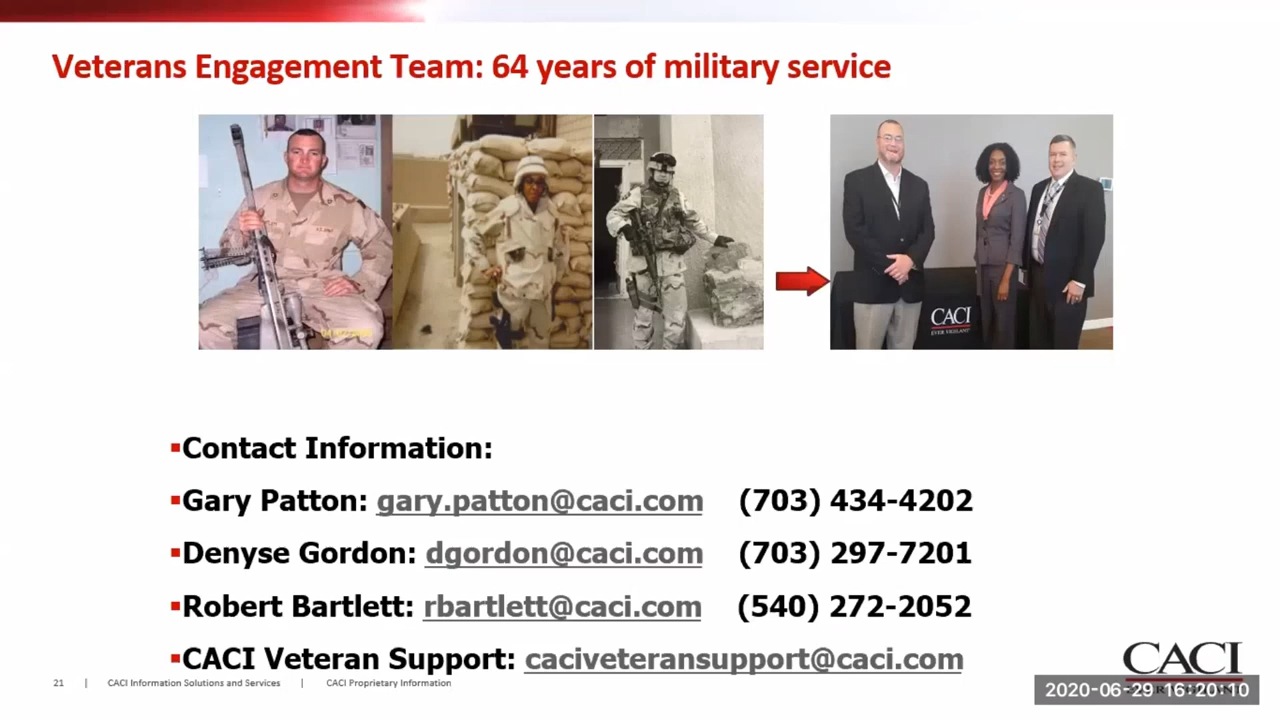 Veterans Engagement Team: 64 years of military service
CACI
EVER VIGILANT
Contact Information:
Gary Patton: gary.patton@caci.com (703) 434-4202
Denyse Gordon: dgordon@caci.com (703) 297-7201
Robert Bartlett: rbartlett@caci.com (540) 272-2052
CACI Veteran Support: caciveteransupport@caci.com
21 | CACI Information Solutions and Services | CACI Proprietary Information
CACI
2020-06-29 16:20:10